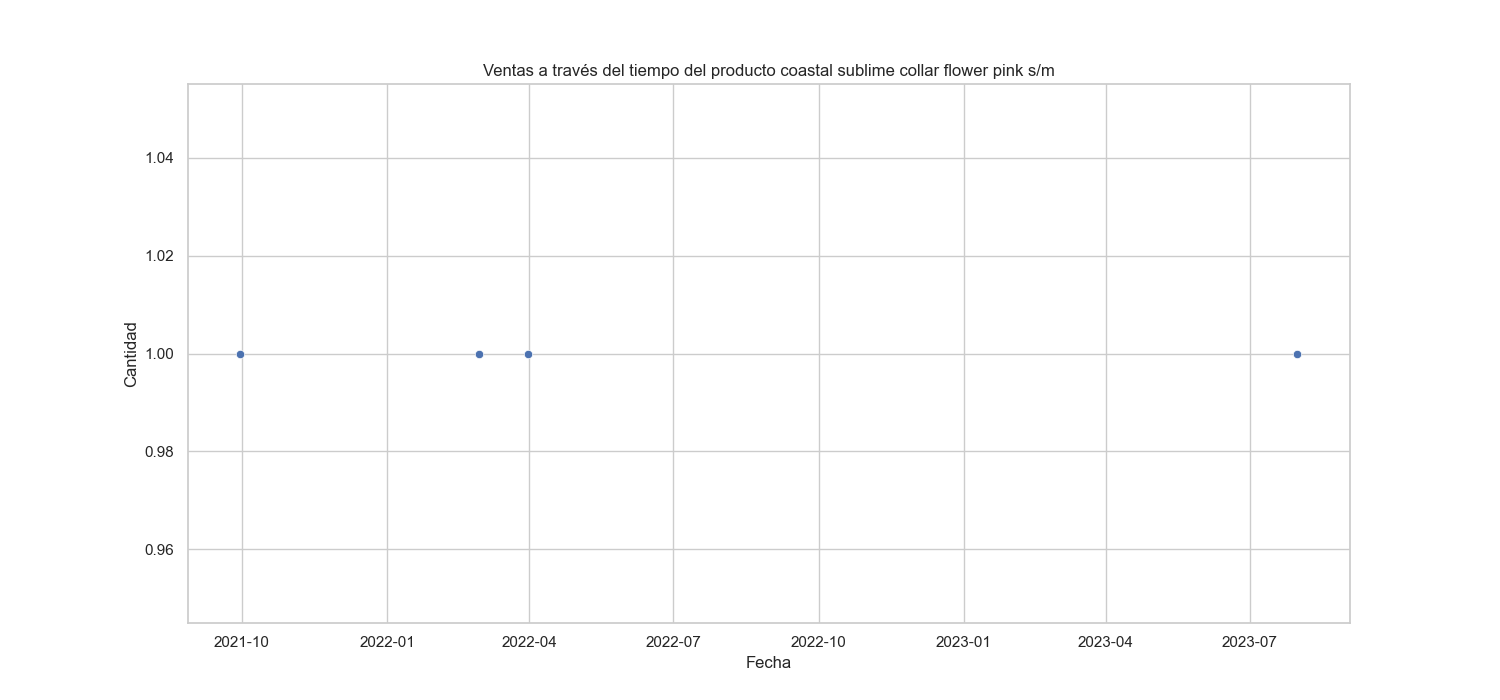 Ventas a través del tiempo del producto coastal sublime collar flower pink s/m
1.04
1.02
1.00
0.98
0.96
Cantidad
2021-10 2022-01 2022-04 2022-07 2022-10 2023-01 2023-04 2023-07
Fecha